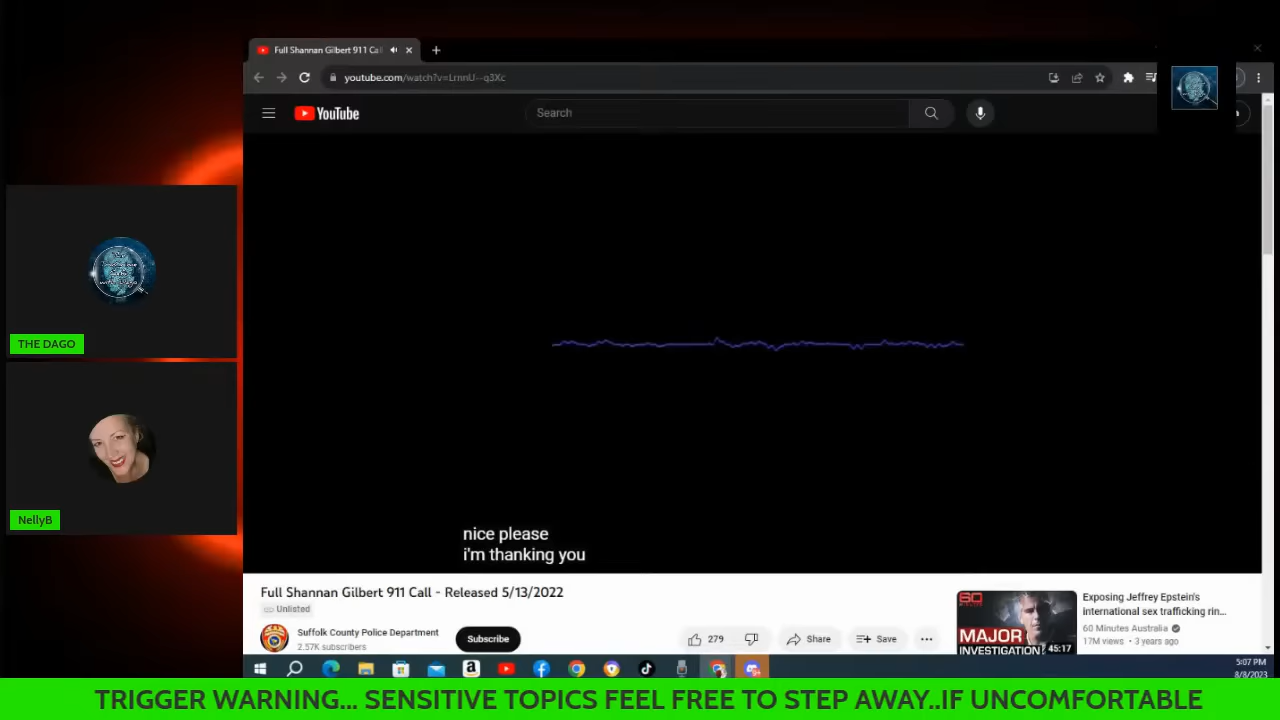 Full Shannan Gilbert 911 Cal
youtube.com/watch?v=LrnnU--q3Xc
YouTube
Search
THE DAGO
NellyB
nice please
i'm thanking you
Full Shannan Gilbert 911 Call - Released 5/13/2022
Unlisted
Suffolk County Police Department
2.57K subscribers
Subscribe
279
Share
Save
60
MAJOR
INVESTIGATION
45:17
Exposing Jeffrey Epstein's
international sex trafficking rin...
60 Minutes Australia
17M views • 3 years ago
5:07 PM
8/8/2023
TRIGGER WARNING... SENSITIVE TOPICS FEEL FREE TO STEP AWAY..IF UNCOMFORTABLE